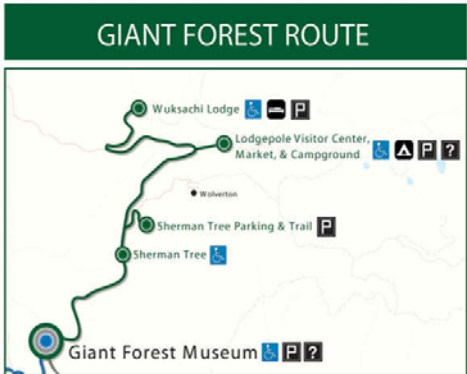 GIANT FOREST ROUTE
Wuksachi Lodge P
Lodgepole Visitor Center,
Market, & Campground P ?
Wolverton
Sherman Tree Parking & Trail P
Sherman Tree
Giant Forest Museum P ?